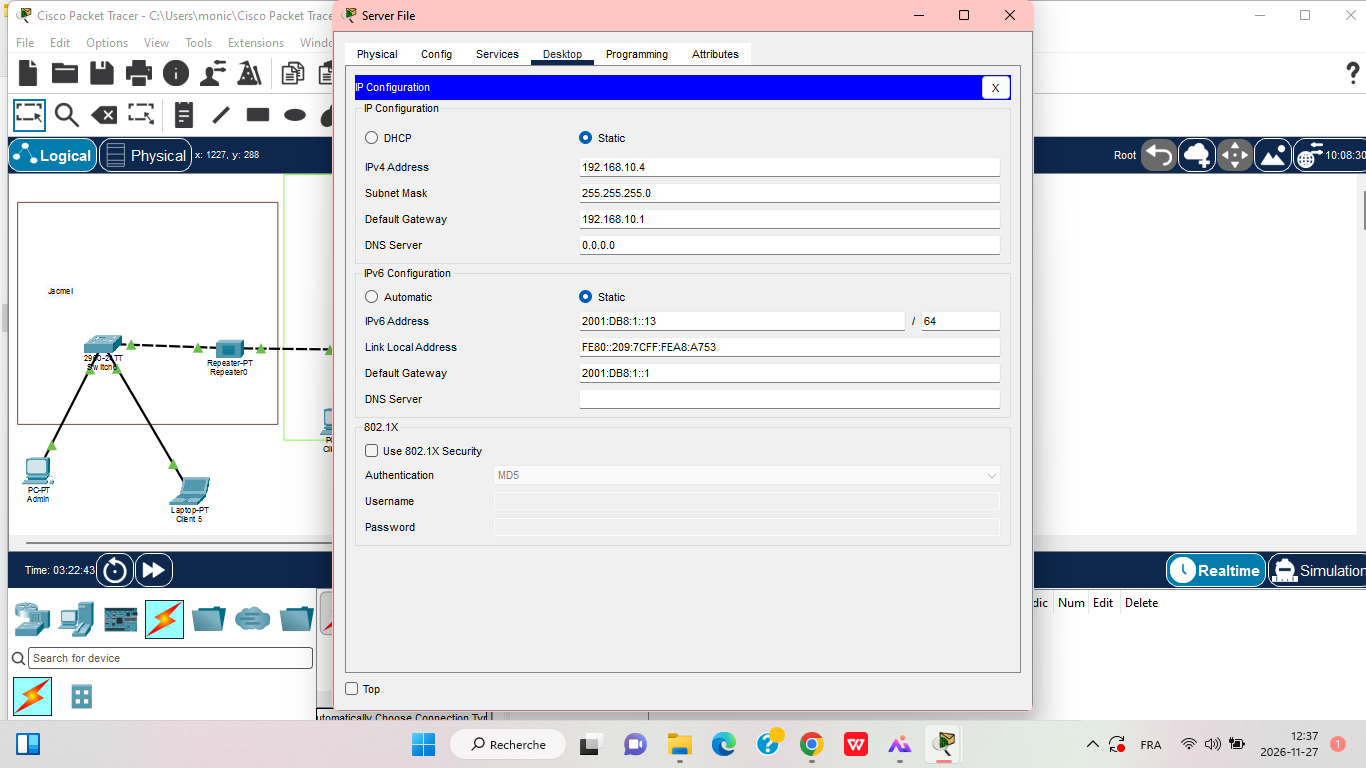 Cisco Packet Tracer - C:\Users\monic\Cisco Packet Trace
Server File
File Edit Options View Tools Extensions Windo
Physical Config Services Desktop Programming Attributes
IP Configuration X
IP Configuration
DHCP Static
IPv4 Address 192.168.10.4
Subnet Mask 255.255.255.0
Default Gateway 192.168.10.1
DNS Server 0.0.0.0
IPv6 Configuration
Automatic Static
IPv6 Address 2001:DB8:1::13 / 64
Link Local Address FE80::209:7CFF:FEA8:A753
Default Gateway 2001:DB8:1::1
DNS Server
802.1X
Use 802.1X Security
Authentication MD5
Username
Password
Top
Logical Physical x: 1227, y: 288
Root 10:08:30
Jacmel
Repeater-PT
Repeater0
PC-PT
Admin
Laptop-PT
Client 5
Time: 03:22:43
Realtime Simulation
Search for device
dic Num Edit Delete
utomatically Choose Connection Typ
Recherche
FRA
12:37
2026-11-27
1